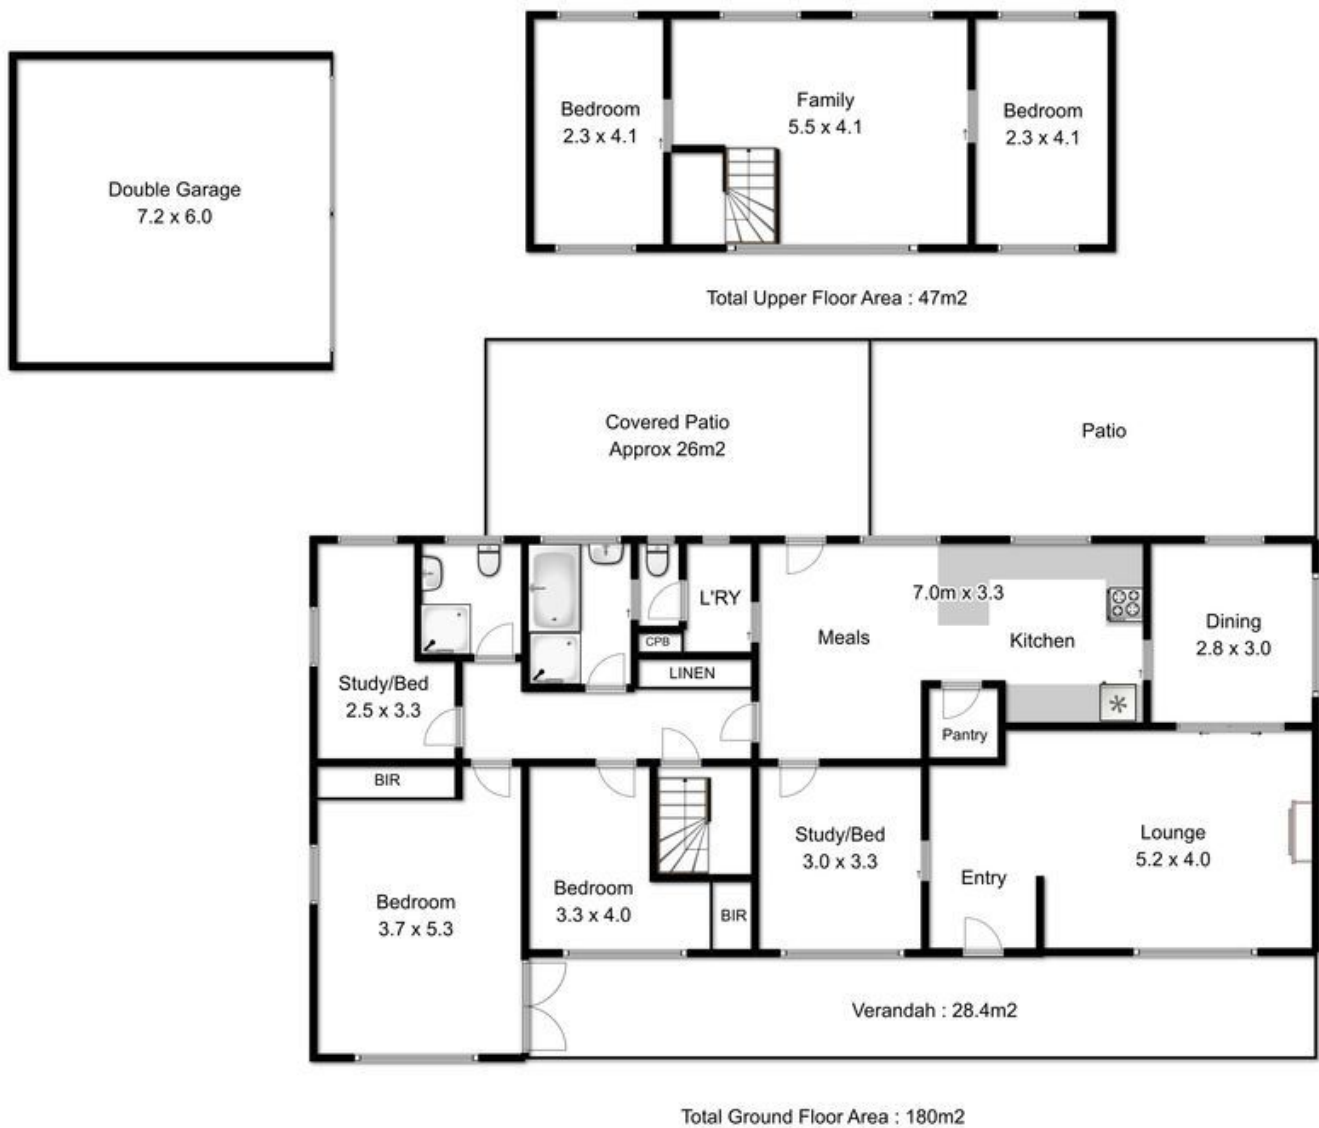 Double Garage
7.2 x 6.0
Bedroom
2.3 x 4.1
Family
5.5 x 4.1
Bedroom
2.3 x 4.1
Total Upper Floor Area : 47m2
Covered Patio
Approx 26m2
Patio
Study/Bed
2.5 x 3.3
L'RY
CPB
LINEN
7.0m x 3.3
Meals
Kitchen
Pantry
Dining
2.8 x 3.0
BIR
Bedroom
3.7 x 5.3
Bedroom
3.3 x 4.0
BIR
Study/Bed
3.0 x 3.3
Entry
Lounge
5.2 x 4.0
Verandah : 28.4m2
Total Ground Floor Area : 180m2